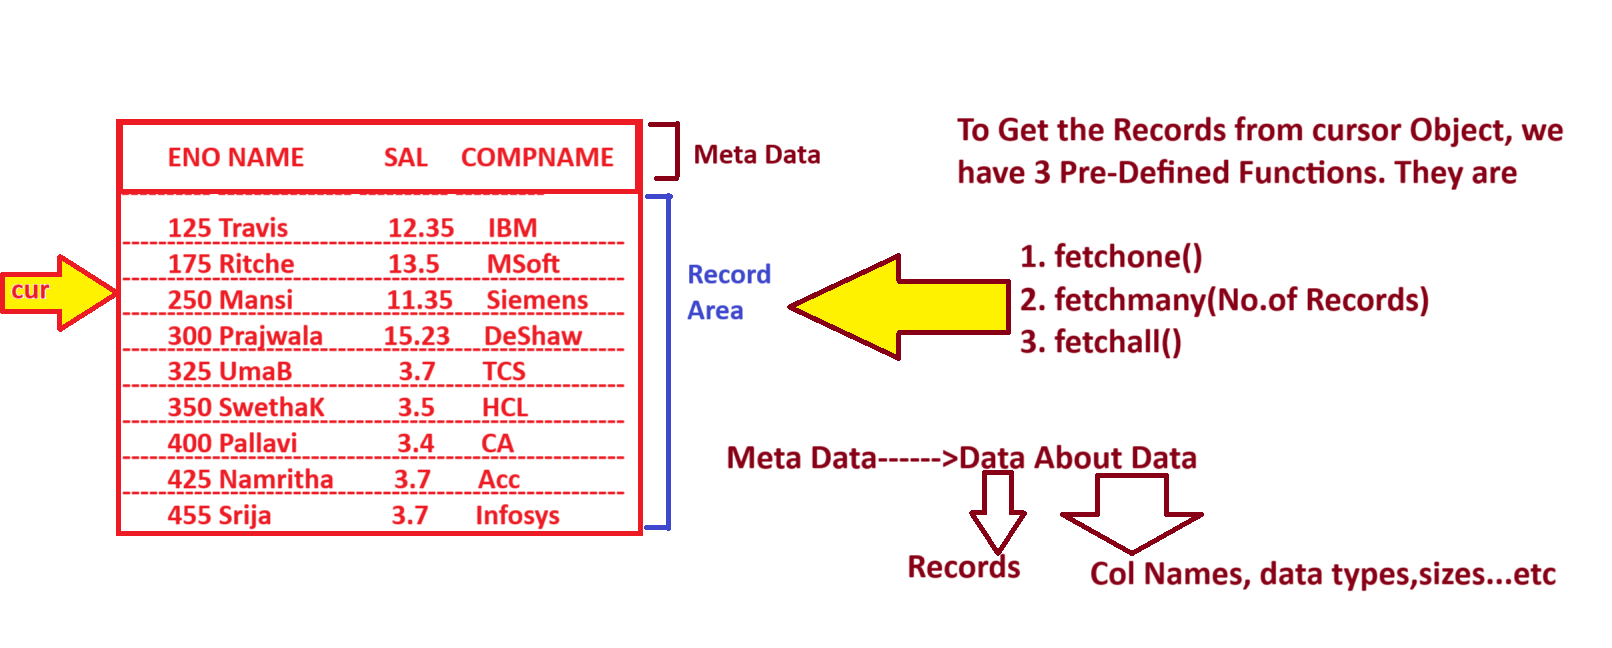 To Get the Records from cursor Object, we
have 3 Pre-Defined Functions. They are
ENO NAME SAL COMPNAME
Meta Data
125 Travis 12.35 IBM
175 Ritche 13.5 MSoft
250 Mansi 11.35 Siemens
300 Prajwala 15.23 DeShaw
325 UmaB 3.7 TCS
350 SwethaK 3.5 HCL
400 Pallavi 3.4 CA
425 Namritha 3.7 Acc
455 Srija 3.7 Infosys
cur
Record
Area
1. fetchone()
2. fetchmany(No.of Records)
3. fetchall()
Meta Data------>Data About Data
Records
Col Names, data types,sizes...etc